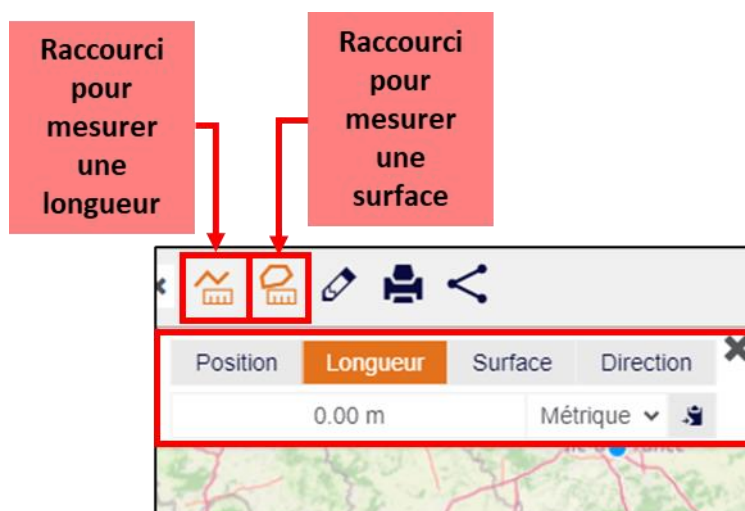 Raccourci
pour
mesurer
une
longueur
Raccourci
pour
mesurer
une
surface
Position Longueur Surface Direction
0.00 m Métrique